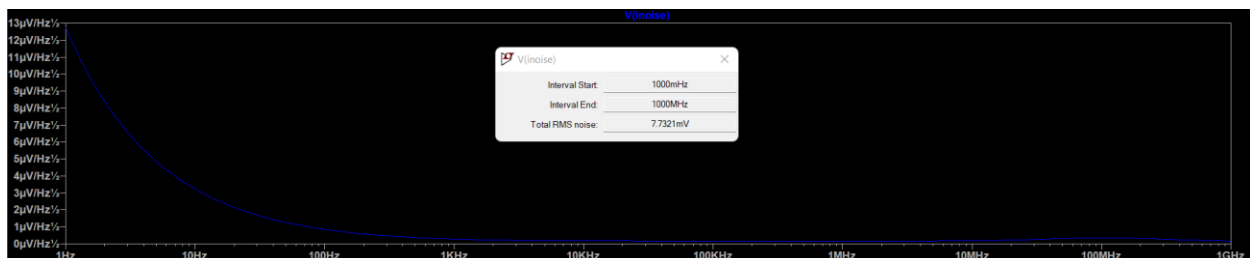 V(inoise)
13µV/Hz½
12µV/Hz½
11µV/Hz½
10µV/Hz½
9µV/Hz½
8µV/Hz½
7µV/Hz½
6µV/Hz½
5µV/Hz½
4µV/Hz½
3µV/Hz½
2µV/Hz½
1µV/Hz½
0µV/Hz½
V(inoise)
Interval Start: 1000mHz
Interval End: 1000MHz
Total RMS noise: 7.7321mV
1Hz 10Hz 100Hz 1KHz 10KHz 100KHz 1MHz 10MHz 100MHz 1GHz